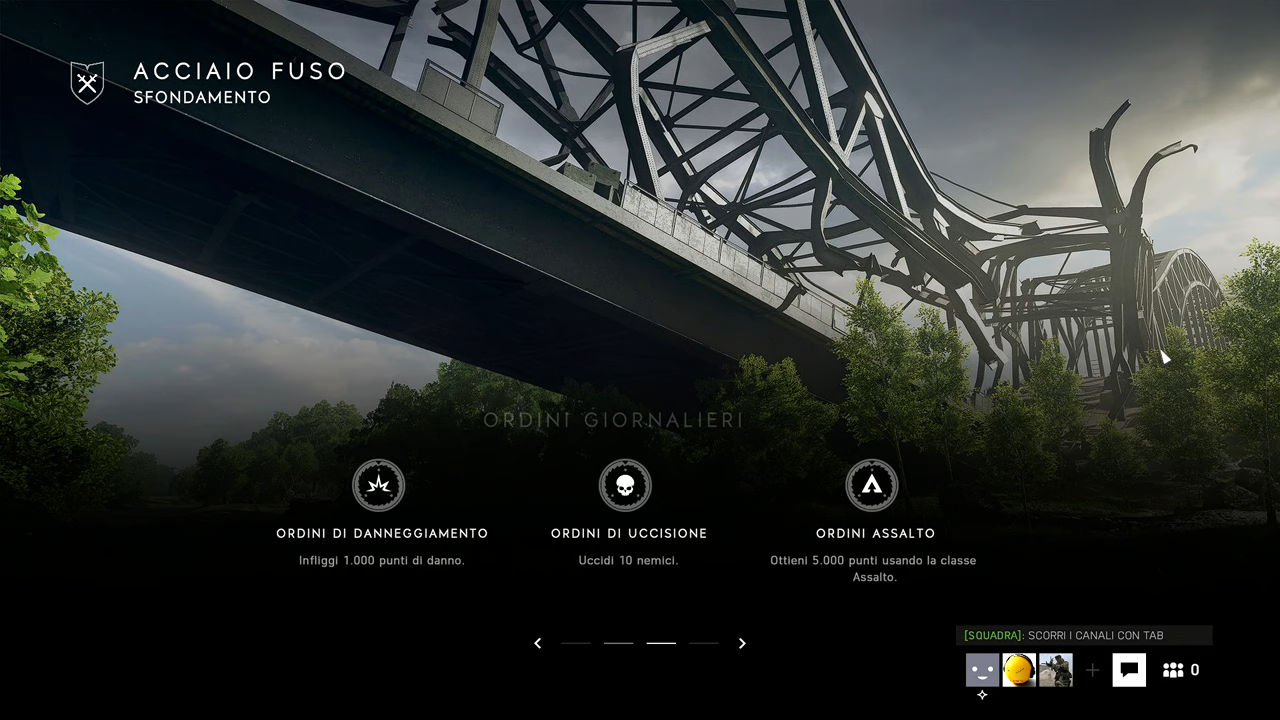 ACCIAIO FUSO
SFONDAMENTO
ORDINI GIORNALIERI
ORDINI DI DANNEGGIAMENTO
Infliggi 1.000 punti di danno.
ORDINI DI UCCISIONE
Uccidi 10 nemici.
ORDINI ASSALTO
Ottieni 5.000 punti usando la classe
Assalto.
[SQUADRA]: SCORRI I CANALI CON TAB
0